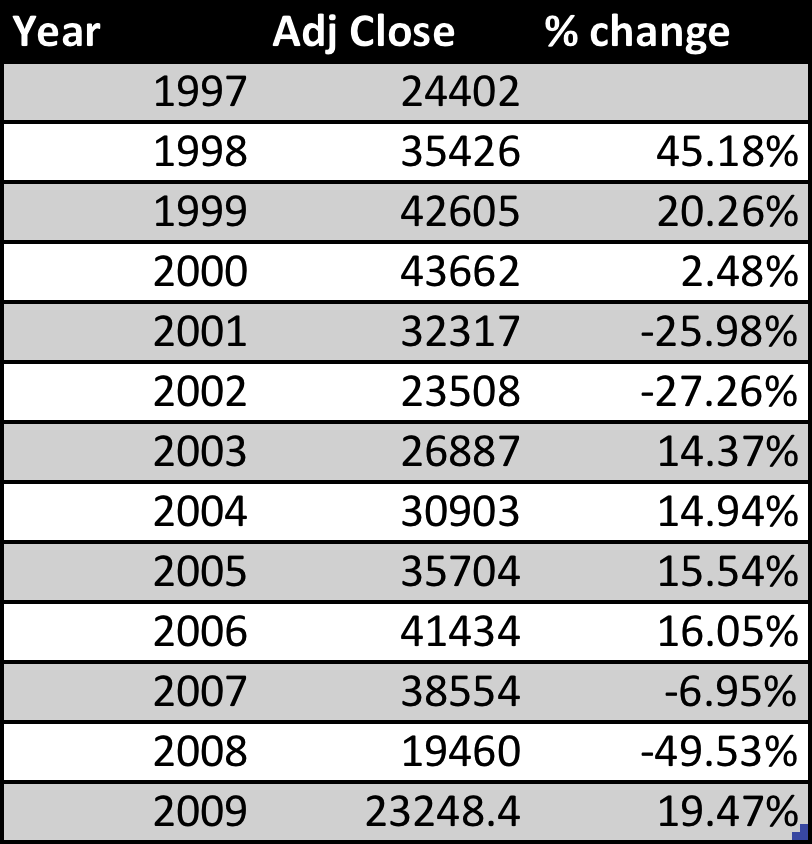 Year Adj Close % change
1997 24402
1998 35426 45.18%
1999 42605 20.26%
2000 43662 2.48%
2001 32317 -25.98%
2002 23508 -27.26%
2003 26887 14.37%
2004 30903 14.94%
2005 35704 15.54%
2006 41434 16.05%
2007 38554 -6.95%
2008 19460 -49.53%
2009 23248.4 19.47%